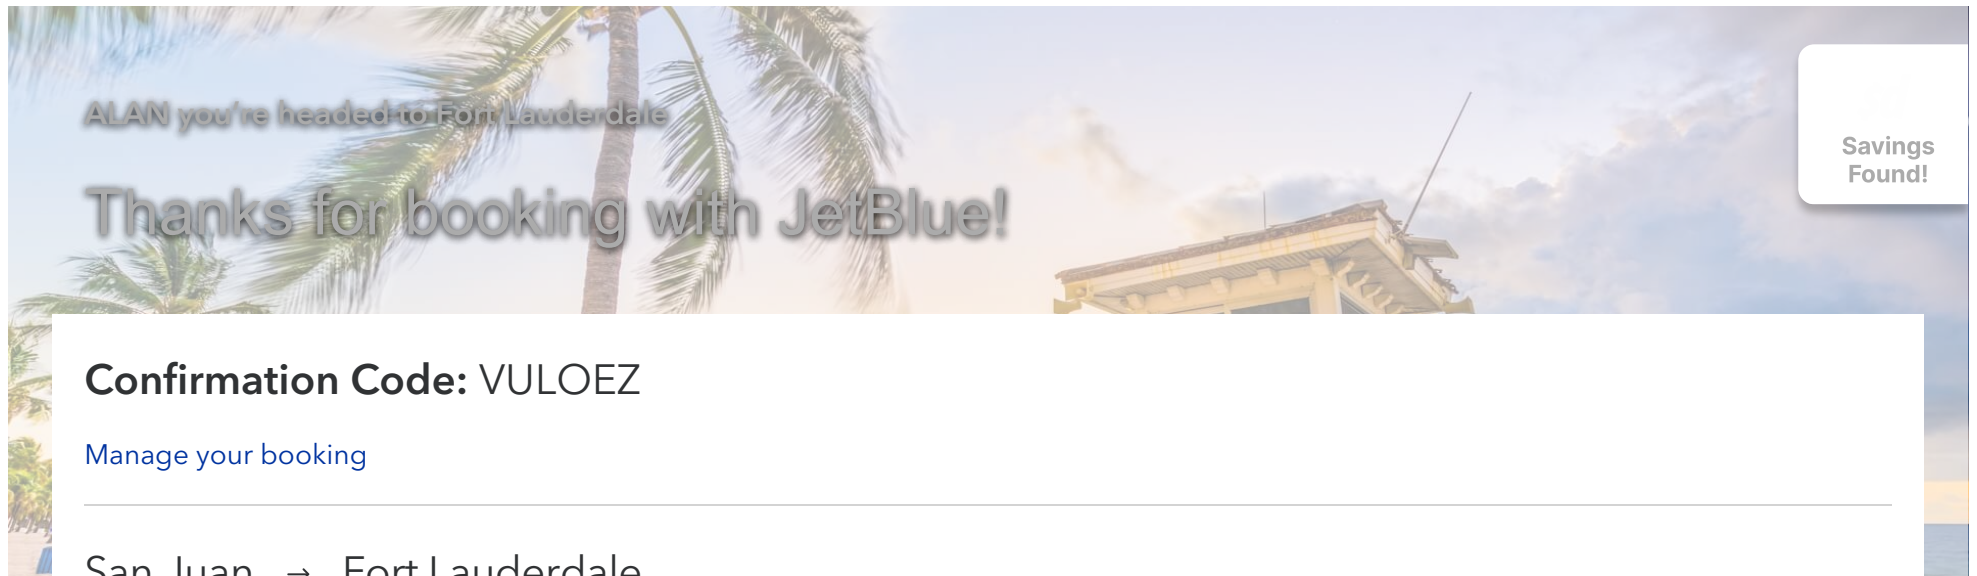 ALAN you're headed to Fort Lauderdale
Thanks for booking with JetBlue!
Savings
Found!
Confirmation Code: VULOEZ
Manage your booking
San Juan → Fort Lauderdale